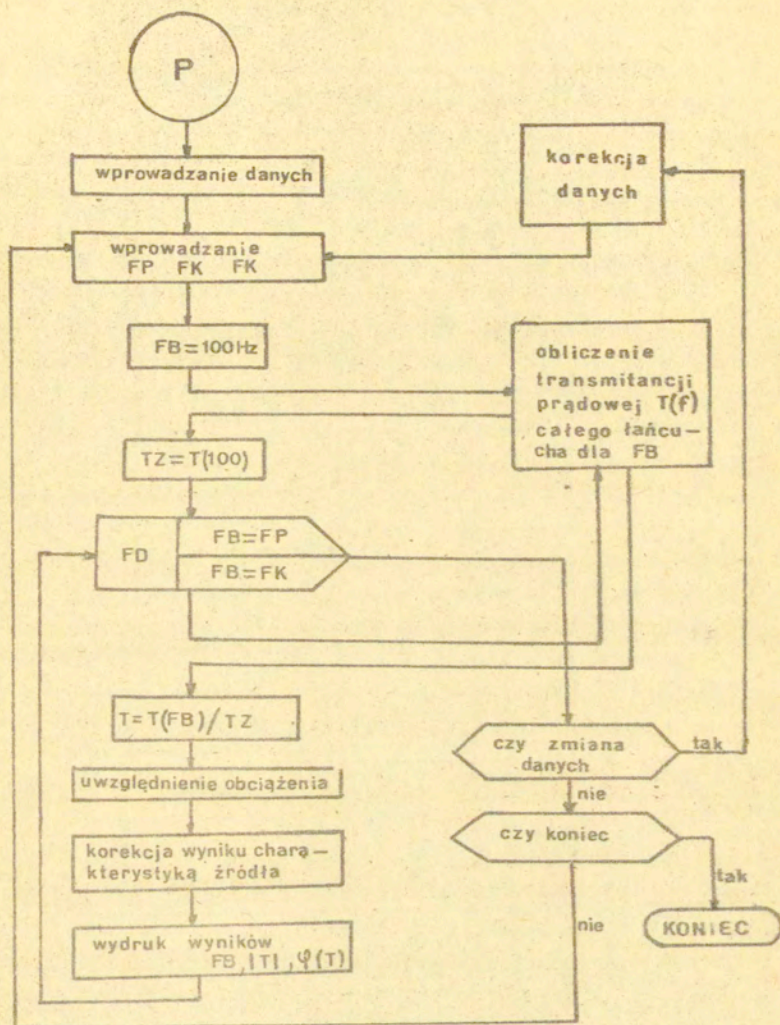 P
wprowadzanie danych
korekcja
danych
wprowadzanie
FP FK FK
FB=100Hz
obliczenie
transmitancji
prądowej T(f)
całego łańcu-
cha dla FB
TZ=T(100)
FD
FB=FP
FB=FK
T=T(FB)/TZ
czy zmiana
danych
tak
nie
uwzględnienie obciążenia
czy koniec
korekcja wyniku chara-
kterystyką źródła
tak
KONIEC
nie
wydruk wyników
FB,|T|,φ(T)